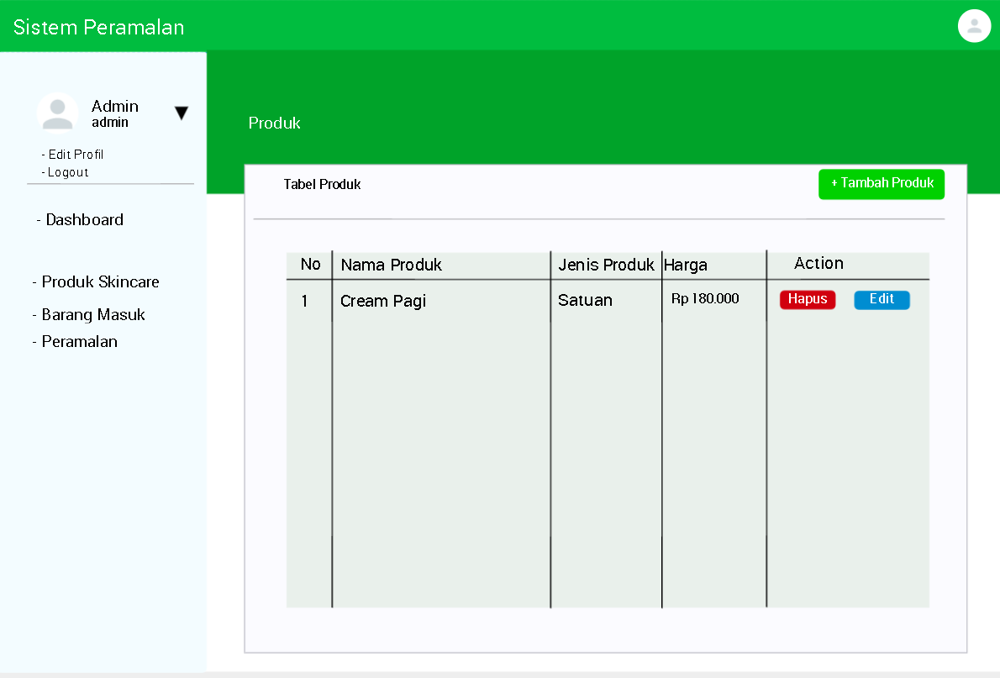 Sistem Peramalan
Admin
admin
- Edit Profil
- Logout
- Dashboard
- Produk Skincare
- Barang Masuk
- Peramalan
Produk
Tabel Produk
+ Tambah Produk
No Nama Produk Jenis Produk Harga Action
1 Cream Pagi Satuan Rp 180.000 Hapus Edit